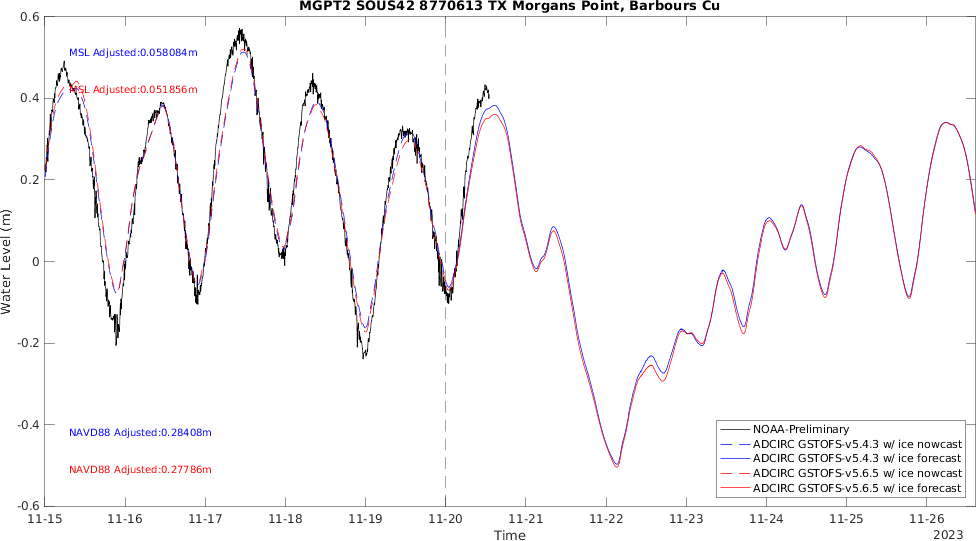 MGPT2 SOUS42 8770613 TX Morgans Point, Barbours Cu
0.6
0.4
0.2
0
-0.2
-0.4
-0.6
Water Level (m)
MSL Adjusted:0.058084m
MSL Adjusted:0.051856m
NAVD88 Adjusted:0.28408m
NAVD88 Adjusted:0.27786m
NOAA-Preliminary
ADCIRC GSTOFS-v5.4.3 w/ ice nowcast
ADCIRC GSTOFS-v5.4.3 w/ ice forecast
ADCIRC GSTOFS-v5.6.5 w/ ice nowcast
ADCIRC GSTOFS-v5.6.5 w/ ice forecast
11-15 11-16 11-17 11-18 11-19 11-20 11-21 11-22 11-23 11-24 11-25 11-26
Time
2023